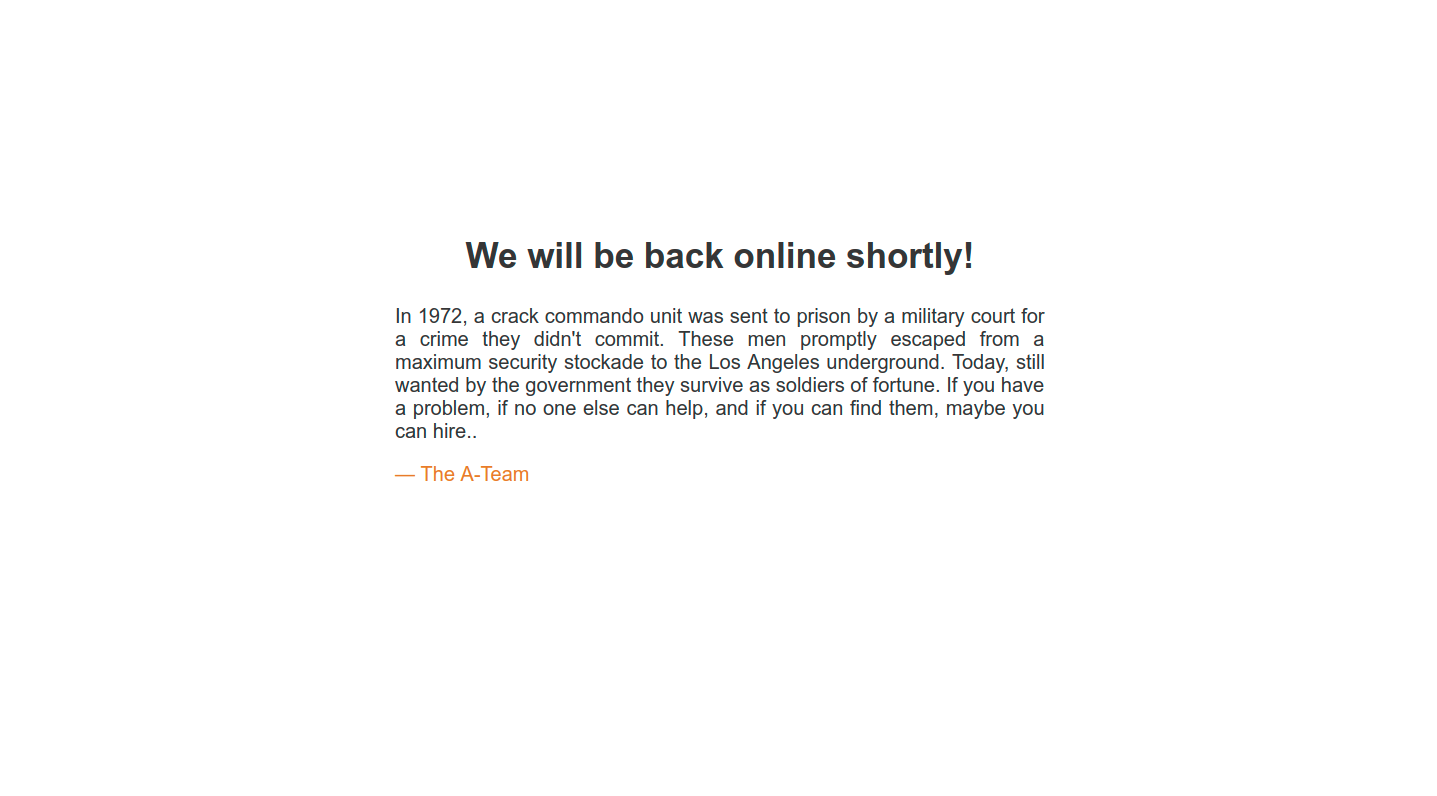 We will be back online shortly!
In 1972, a crack commando unit was sent to prison by a military court for
a crime they didn't commit. These men promptly escaped from a
maximum security stockade to the Los Angeles underground. Today, still
wanted by the government they survive as soldiers of fortune. If you have
a problem, if no one else can help, and if you can find them, maybe you
can hire..
— The A-Team